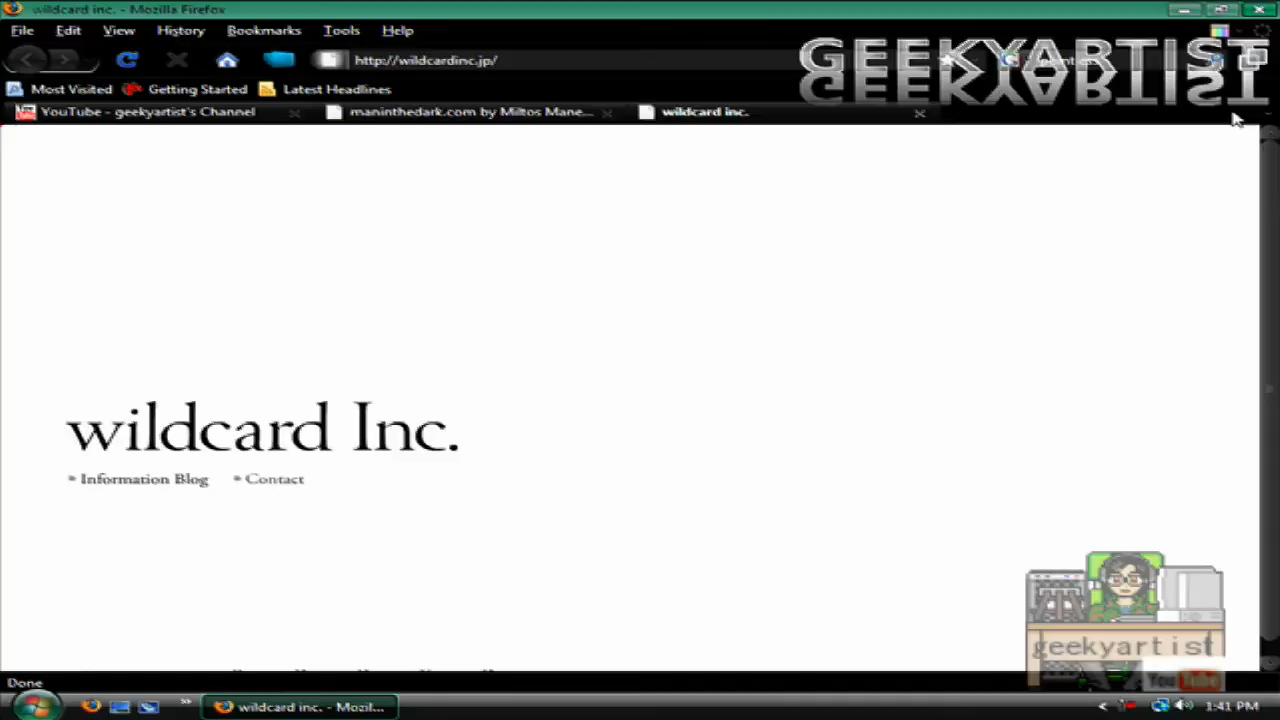 wildcard inc. - Mozilla Firefox
File Edit View History Bookmarks Tools Help
http://wildcardinc.jp/
GEEKYARTIST
Most Visited Getting Started Latest Headlines
YouTube - geekyartist's Channel maninthedark.com by Miltos Mane... wildcard inc.
wildcard Inc.
Information Blog Contact
geekyartist
You Tube
Done
wildcard inc. - Mozil... 1:41 PM